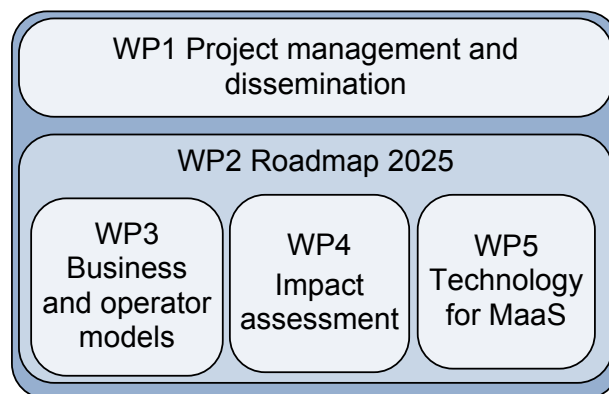 WP1 Project management and
dissemination
WP2 Roadmap 2025
WP3
Business
and operator
models
WP4
Impact
assessment
WP5
Technology
for MaaS